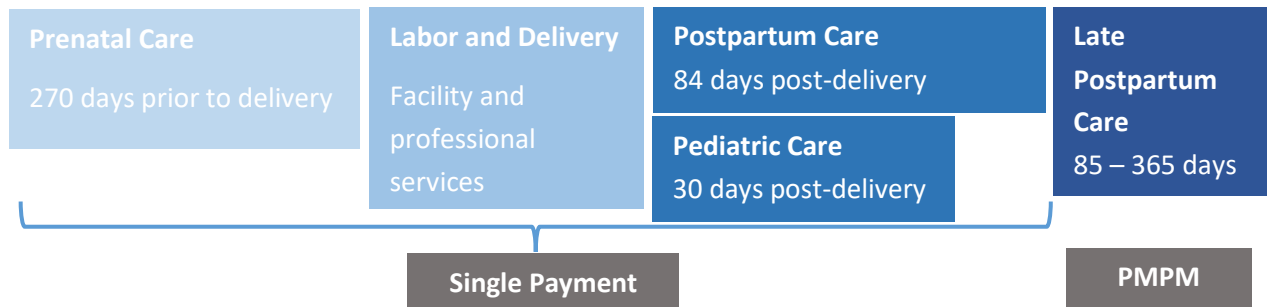 Prenatal Care
270 days prior to delivery
Labor and Delivery
Facility and
professional
services
Postpartum Care
84 days post-delivery
Pediatric Care
30 days post-delivery
Late
Postpartum
Care
85 – 365 days
Single Payment
PMPM